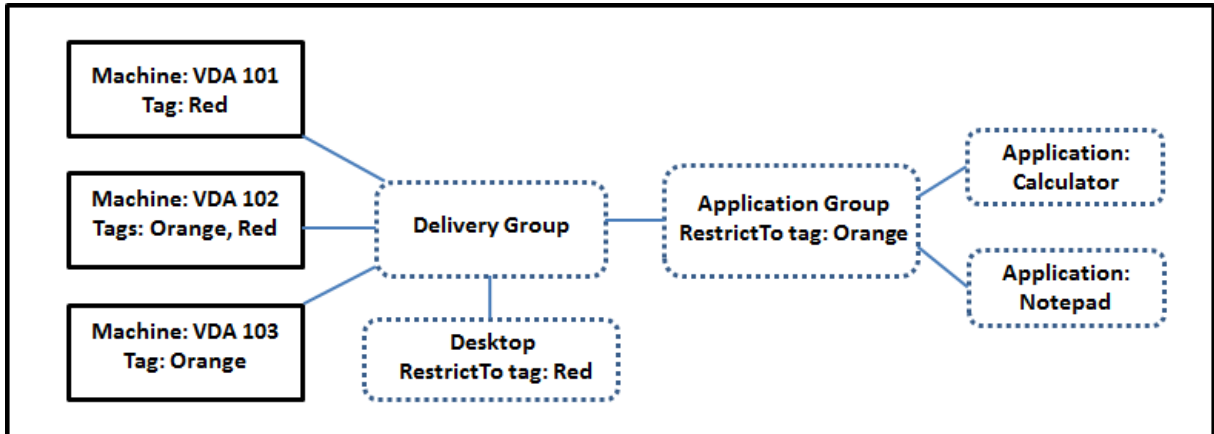 Machine: VDA 101
Tag: Red
Machine: VDA 102
Tags: Orange, Red
Machine: VDA 103
Tag: Orange
Delivery Group
Desktop
RestrictTo tag: Red
Application Group
RestrictTo tag: Orange
Application:
Calculator
Application:
Notepad